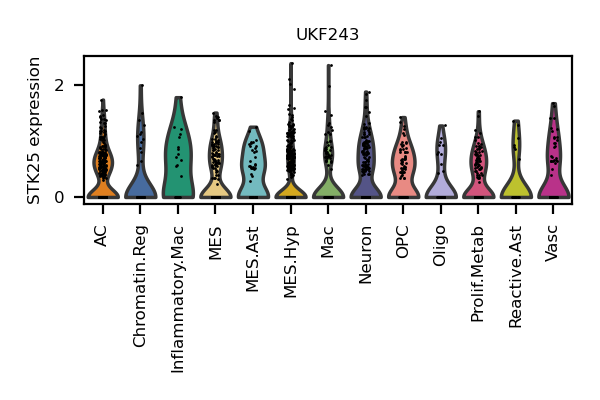 UKF243
STK25 expression
2
0
AC
Chromatin.Reg
Inflammatory.Mac
MES
MES.Ast
MES.Hyp
Mac
Neuron
OPC
Oligo
Prolif.Metab
Reactive.Ast
Vasc